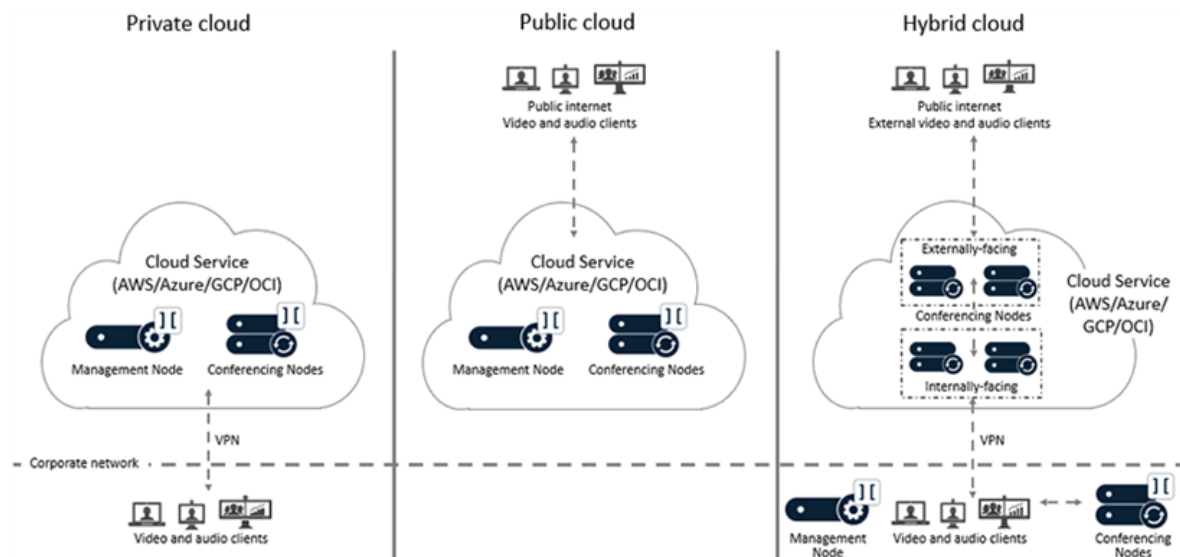 Private cloud
Cloud Service
(AWS/Azure/GCP/OCI)
][
][
Management Node
Conferencing Nodes
VPN
Corporate network
Video and audio clients
Public cloud
Public internet
Video and audio clients
Cloud Service
(AWS/Azure/GCP/OCI)
][
][
Management Node
Conferencing Nodes
Hybrid cloud
Public internet
External video and audio clients
Externally-facing
Conferencing Nodes
Internally-facing
Cloud Service
(AWS/Azure/
GCP/OCI)
VPN
][
][
Management
Node
Video and audio clients
Conferencing
Nodes